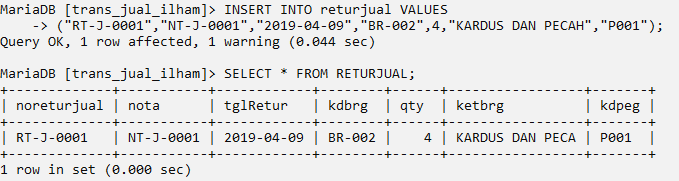 MariaDB [trans_jual_ilham]> INSERT INTO returjual VALUES
    -> ("RT-J-0001","NT-J-0001","2019-04-09","BR-002",4,"KARDUS DAN PECAH","P001");
Query OK, 1 row affected, 1 warning (0.044 sec)

MariaDB [trans_jual_ilham]> SELECT * FROM RETURJUAL;
+-------------+-----------+------------+--------+------+-----------------+-------+
| noreturjual | nota      | tglRetur   | kdbrg  | qty  | ketbrg          | kdpeg |
+-------------+-----------+------------+--------+------+-----------------+-------+
| RT-J-0001   | NT-J-0001 | 2019-04-09 | BR-002 |    4 | KARDUS DAN PECA | P001  |
+-------------+-----------+------------+--------+------+-----------------+-------+
1 row in set (0.000 sec)